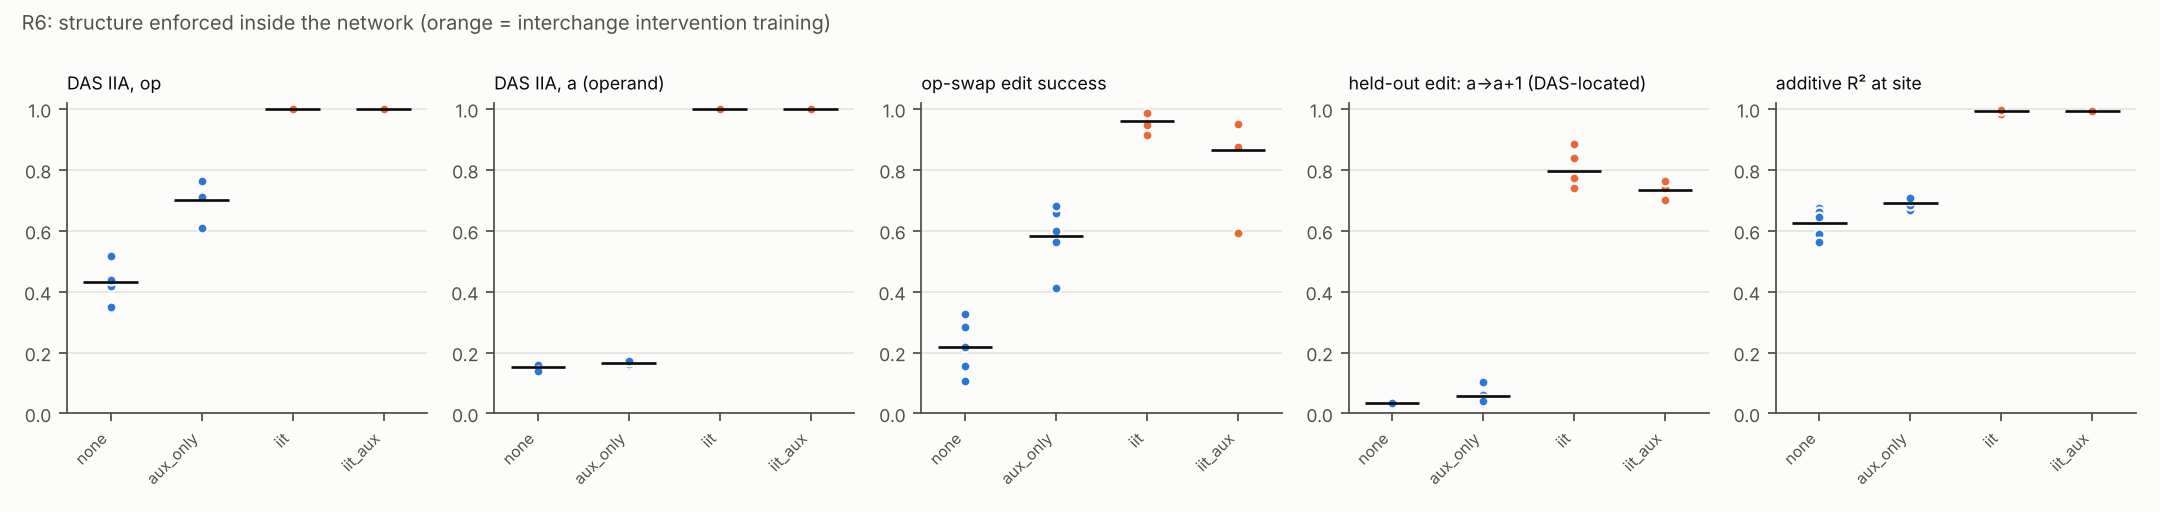 R6: structure enforced inside the network (orange = interchange intervention training)
DAS IIA, op
1.0
0.8
0.6
0.4
0.2
0.0
none
aux_only
iit
iit_aux
DAS IIA, a (operand)
1.0
0.8
0.6
0.4
0.2
0.0
none
aux_only
iit
iit_aux
op-swap edit success
1.0
0.8
0.6
0.4
0.2
0.0
none
aux_only
iit
iit_aux
held-out edit: a→a+1 (DAS-located)
1.0
0.8
0.6
0.4
0.2
0.0
none
aux_only
iit
iit_aux
additive R² at site
1.0
0.8
0.6
0.4
0.2
0.0
none
aux_only
iit
iit_aux